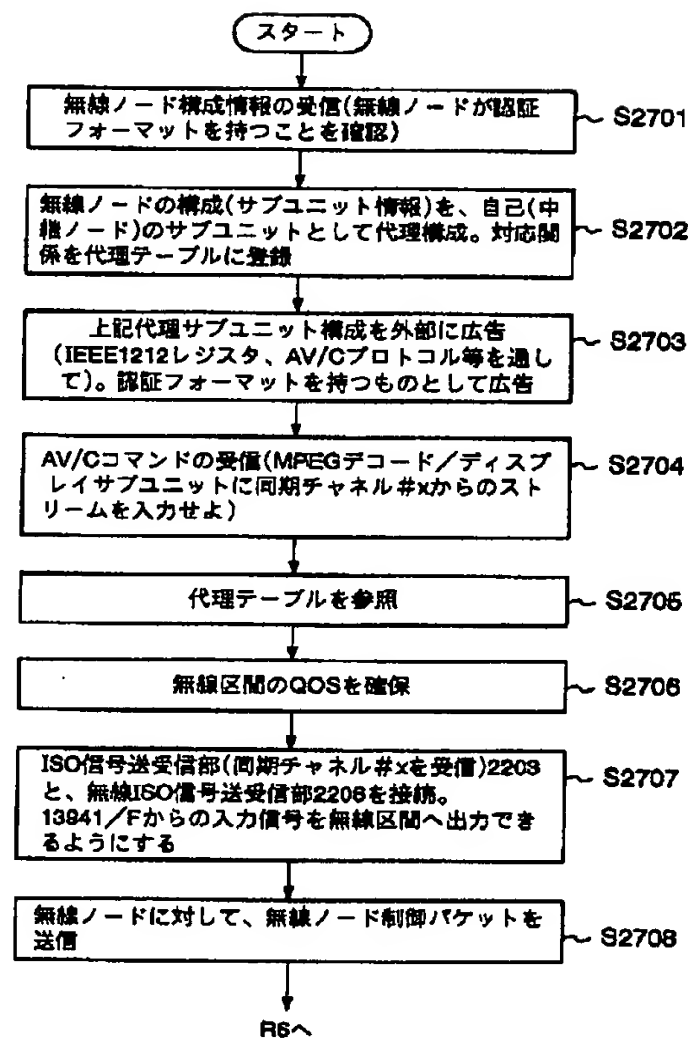 スタート
無線ノード構成情報の受信(無線ノードが認証
フォーマットを持つことを確認)
S2701
無線ノードの構成(サブユニット情報)を、自己(中
継ノード)のサブユニットとして代理構成。対応関
係を代理テーブルに登録
S2702
上記代理サブユニット構成を外部に広告
(IEEE1212レジスタ、AV/Cプロトコル等を通し
て)。認証フォーマットを持つものとして広告
S2703
AV/Cコマンドの受信(MPEGデコード/ディスプ
レイサブユニットに同期チャネル#xからのスト
リームを入力せよ)
S2704
代理テーブルを参照
S2705
無線区間のQOSを確保
S2706
ISO信号送受信部(同期チャネル#xを受信)2203
と、無線ISO信号送受信部2206を接続。
13941/Fからの入力信号を無線区間へ出力でき
るようにする
S2707
無線ノードに対して、無線ノード制御パケットを
送信
S2708
R6へ